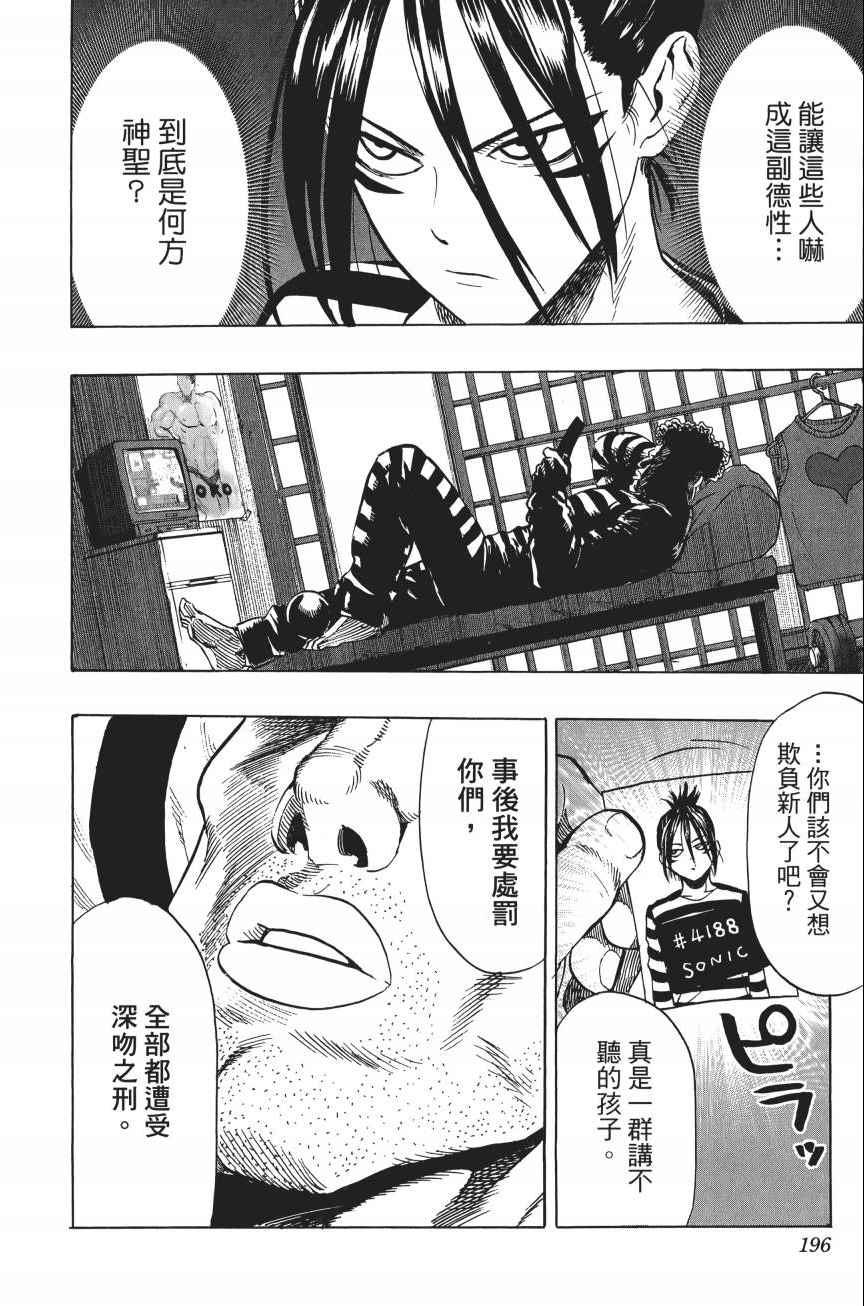 能讓這些人嚇
成這副德性…
到底是何方
神聖？
OKO
…你們該不會又想
欺負新人了吧？
#4188
SONIC
ピラッ
真是一群講不
聽的孩子。
事後我要處罰
你們，
全部都遭受
深吻之刑。
196